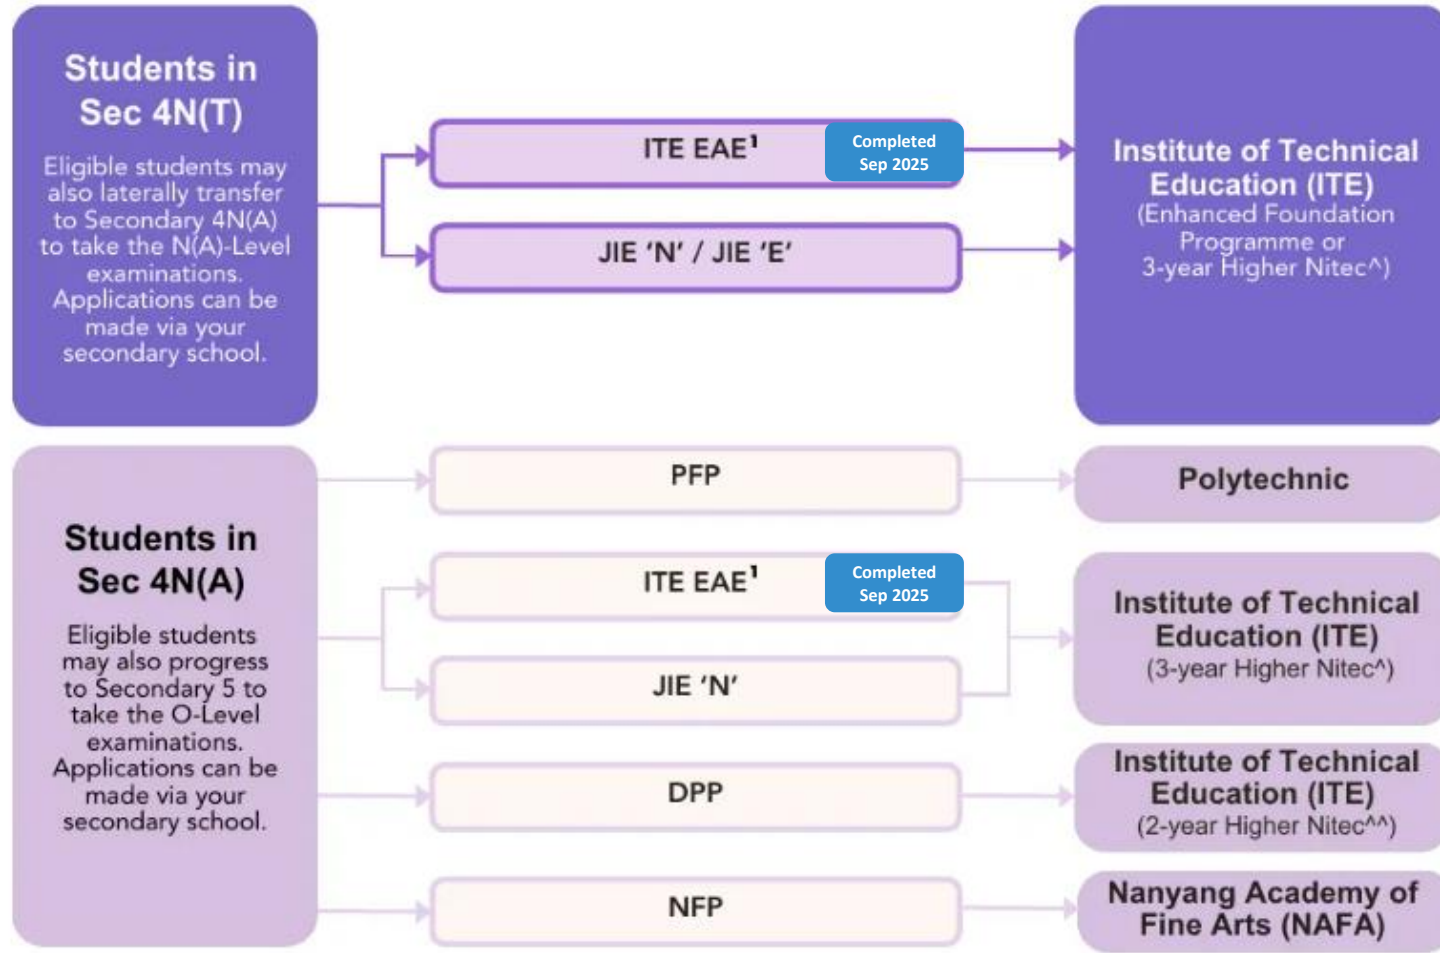 Students in
Sec 4N(T)
Eligible students may
also laterally transfer
to Secondary 4N(A)
to take the N(A)-Level
examinations.
Applications can be
made via your
secondary school.
ITE EAE¹
Completed
Sep 2025
JIE ‘N’ / JIE ‘E’
Institute of Technical
Education (ITE)
(Enhanced Foundation
Programme or
3-year Higher Nitec^)
Students in
Sec 4N(A)
Eligible students
may also progress
to Secondary 5 to
take the O-Level
examinations.
Applications can be
made via your
secondary school.
PFP
Polytechnic
ITE EAE¹
Completed
Sep 2025
JIE ‘N’
Institute of Technical
Education (ITE)
(3-year Higher Nitec^)
DPP
Institute of Technical
Education (ITE)
(2-year Higher Nitec^^)
NFP
Nanyang Academy of
Fine Arts (NAFA)